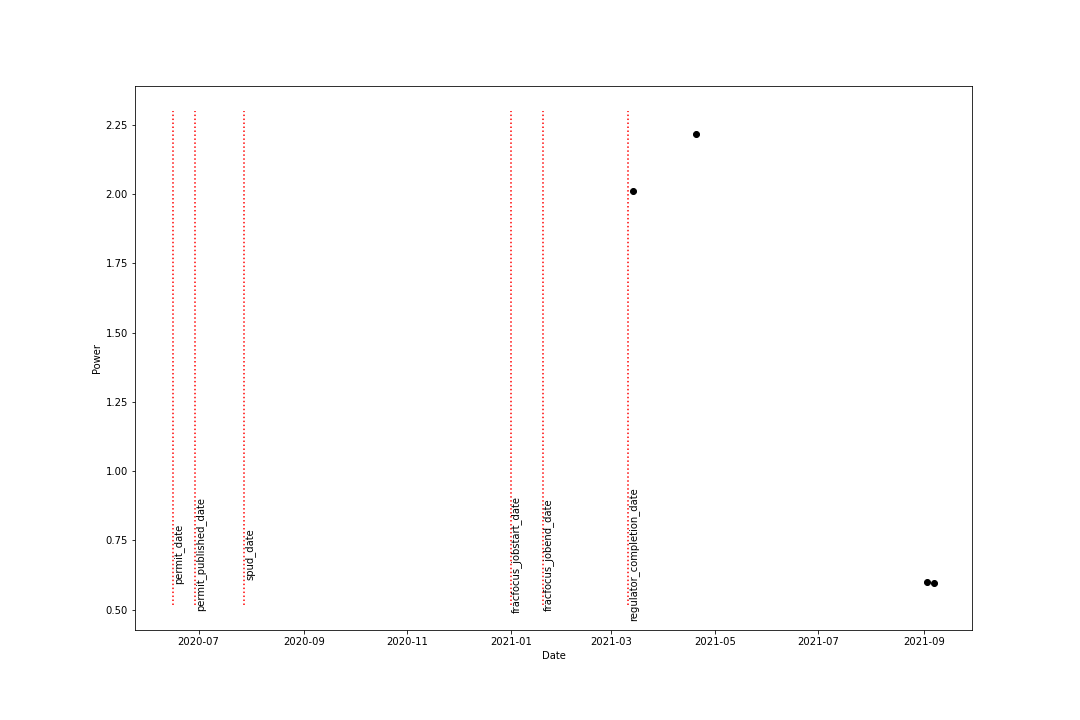 2.25
2.00
1.75
1.50
1.25
1.00
0.75
0.50
Power
permit_date
permit_published_date
spud_date
fracfocus_jobstart_date
fracfocus_jobend_date
regulator_completion_date
2020-07
2020-09
2020-11
2021-01
2021-03
2021-05
2021-07
2021-09
Date